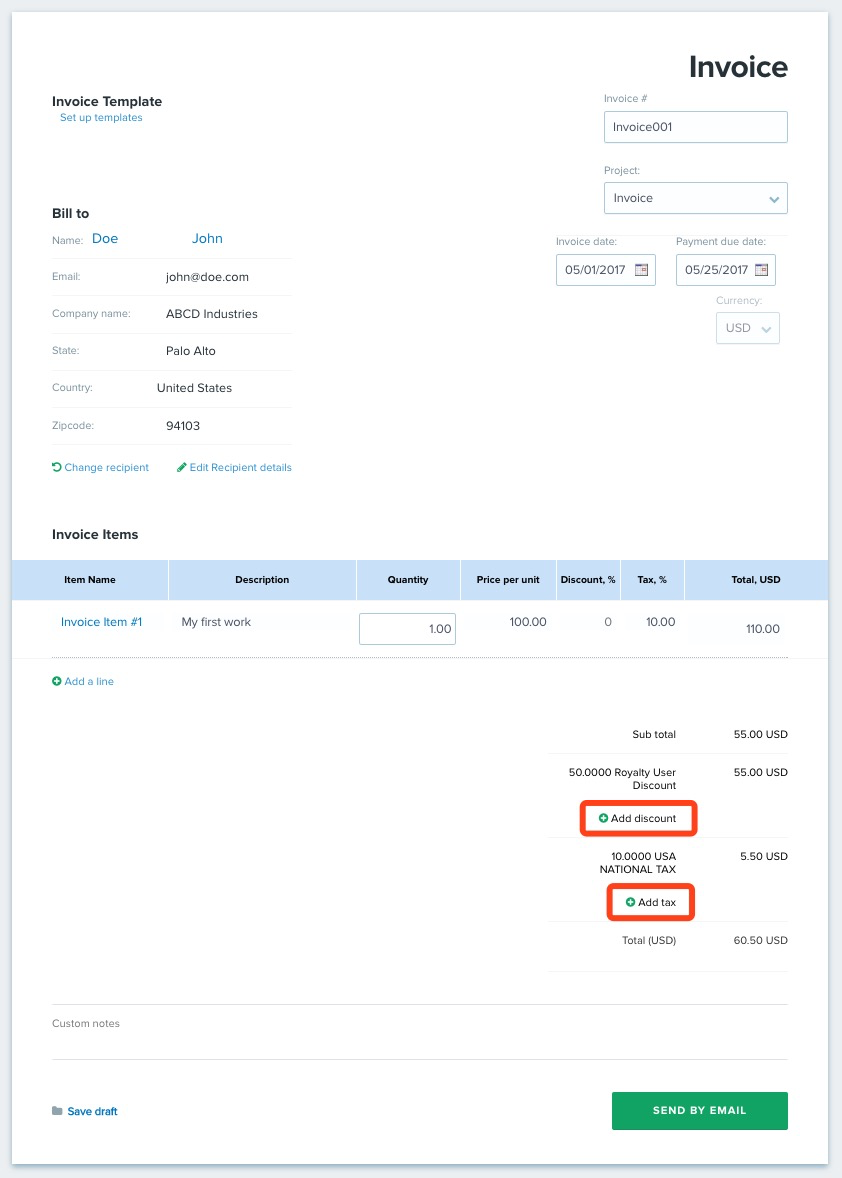 Invoice
Invoice Template
Set up templates
Invoice #
Invoice001
Project:
Invoice
Bill to
Name: Doe John
Invoice date: Payment due date:
05/01/2017 05/25/2017
Email: john@doe.com
Currency:
USD
Company name: ABCD Industries
State: Palo Alto
Country: United States
Zipcode: 94103
Change recipient Edit Recipient details
Invoice Items
Item Name Description Quantity Price per unit Discount, % Tax, % Total, USD
Invoice Item #1 My first work 1.00 100.00 0 10.00 110.00
Add a line
Sub total 55.00 USD
50.0000 Royalty User 55.00 USD
Discount
Add discount
10.0000 USA 5.50 USD
NATIONAL TAX
Add tax
Total (USD) 60.50 USD
Custom notes
Save draft SEND BY EMAIL